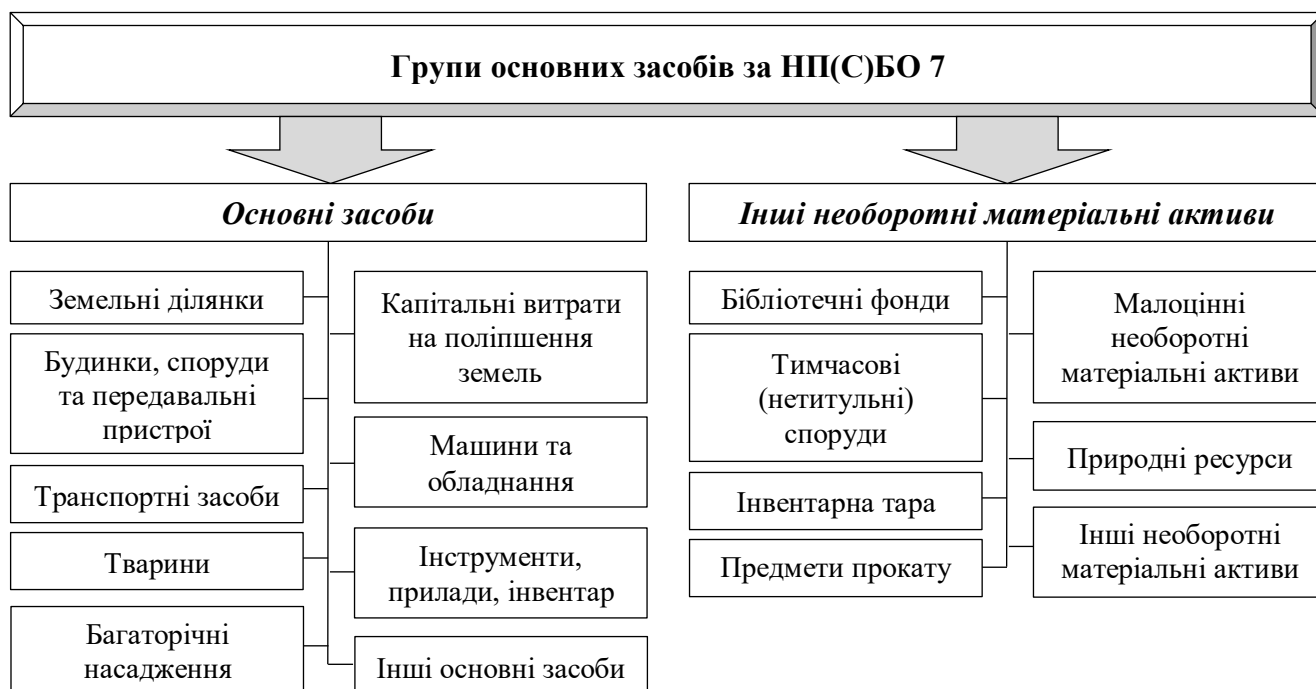 Групи основних засобів за НП(С)БО 7
Основні засоби
Земельні ділянки
Будинки, споруди
та передавальні
пристрої
Транспортні засоби
Тварини
Багаторічні
насадження
Капітальні витрати
на поліпшення
земель
Машини та
обладнання
Інструменти,
прилади, інвентар
Інші основні засоби
Інші необоротні матеріальні активи
Бібліотечні фонди
Тимчасові
(нетитульні)
споруди
Інвентарна тара
Предмети прокату
Малоцінні
необоротні
матеріальні активи
Природні ресурси
Інші необоротні
матеріальні активи